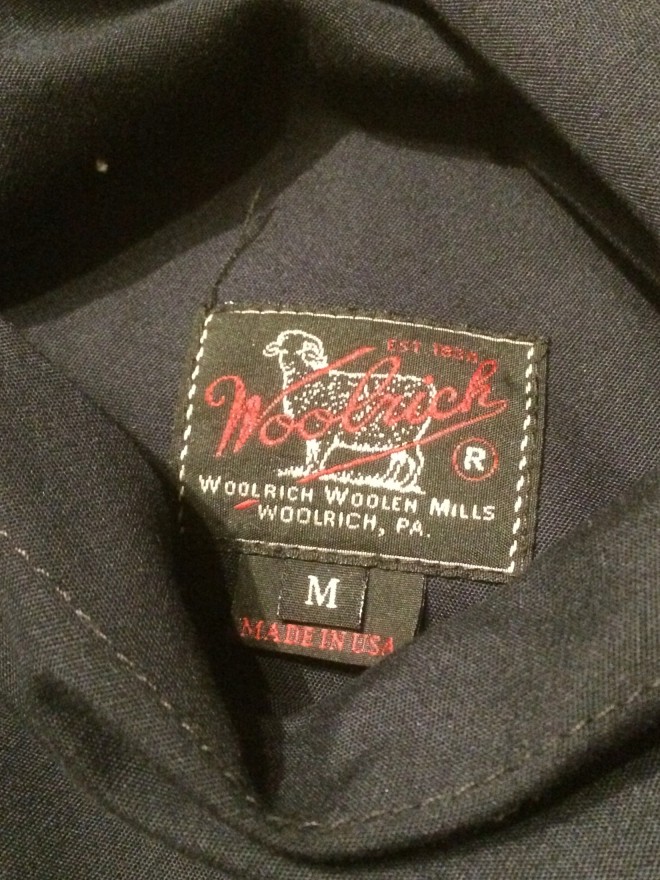 EST 1830
Woolrich
R
WOOLRICH WOOLEN MILLS
WOOLRICH, PA.
M
MADE IN USA